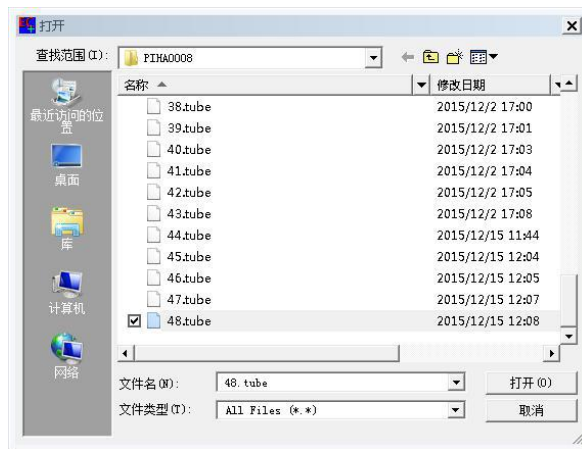 打开
查找范围(I): PIHA0008
名称 修改日期
38.tube 2015/12/2 17:00
39.tube 2015/12/2 17:01
40.tube 2015/12/2 17:03
41.tube 2015/12/2 17:04
42.tube 2015/12/2 17:05
43.tube 2015/12/2 17:08
44.tube 2015/12/15 11:44
45.tube 2015/12/15 12:04
46.tube 2015/12/15 12:05
47.tube 2015/12/15 12:07
48.tube 2015/12/15 12:08
最近访问的位
置
桌面
库
计算机
网络
文件名(N): 48.tube 打开(O)
文件类型(T): All Files (*.*) 取消